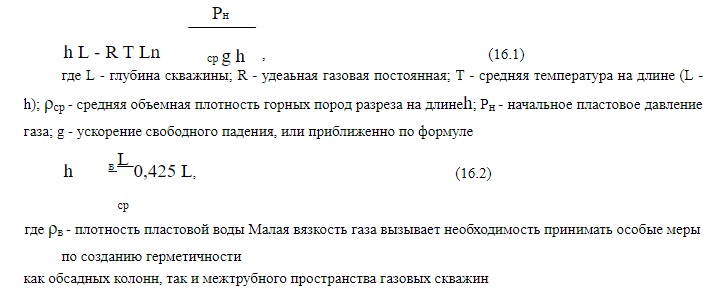 Pн
h L - R T Ln
ср g h , (16.1)
где L - глубина скважины; R - удеаьная газовая постоянная; T - средняя температура на длине (L -
h); ρср - средняя объемная плотность горных пород разреза на длинеh; Pн - начальное пластовое давление
газа; g - ускорение свободного падения, или приближенно по формуле
h в L 0,425 L, (16.2)
ср
где ρв - плотность пластовой воды Малая вязкость газа вызывает необходимость принимать особые меры
по созданию герметичности
как обсадных колонн, так и межтрубного пространства газовых скважин